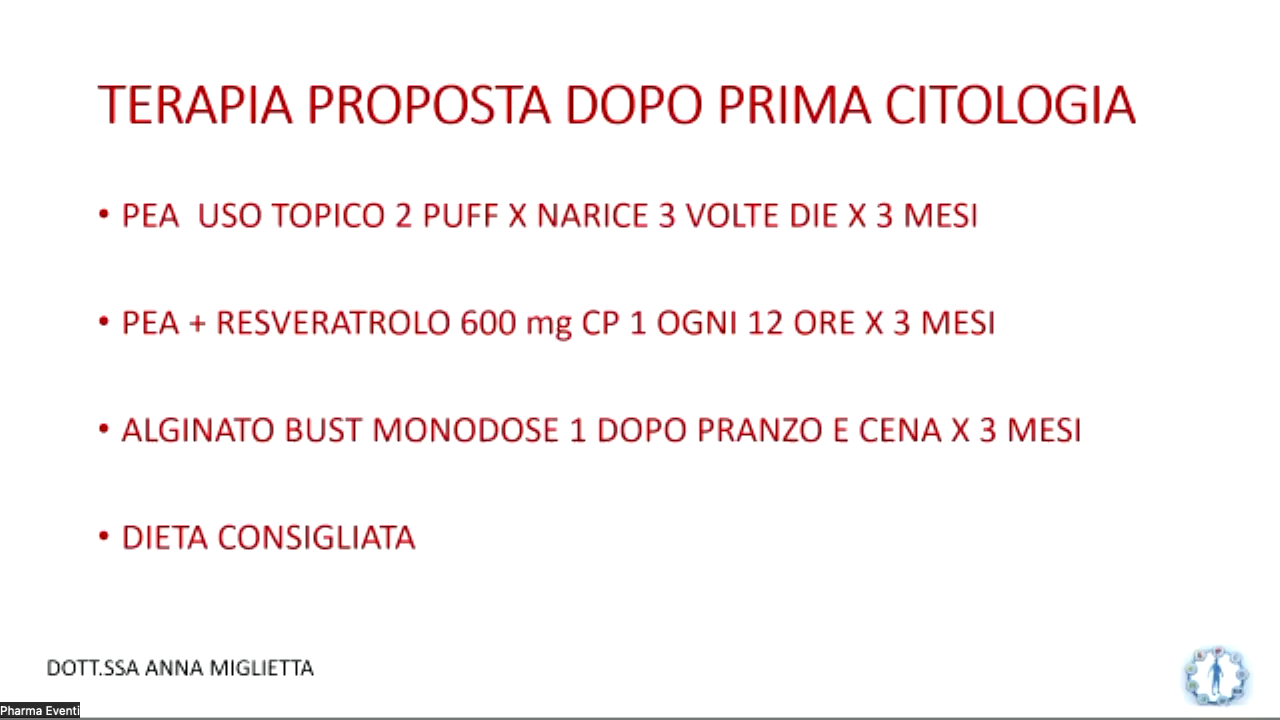 TERAPIA PROPOSTA DOPO PRIMA CITOLOGIA
• PEA USO TOPICO 2 PUFF X NARICE 3 VOLTE DIE X 3 MESI
• PEA + RESVERATROLO 600 mg CP 1 OGNI 12 ORE X 3 MESI
• ALGINATO BUST MONODOSE 1 DOPO PRANZO E CENA X 3 MESI
• DIETA CONSIGLIATA
DOTT.SSA ANNA MIGLIETTA
Pharma Eventi